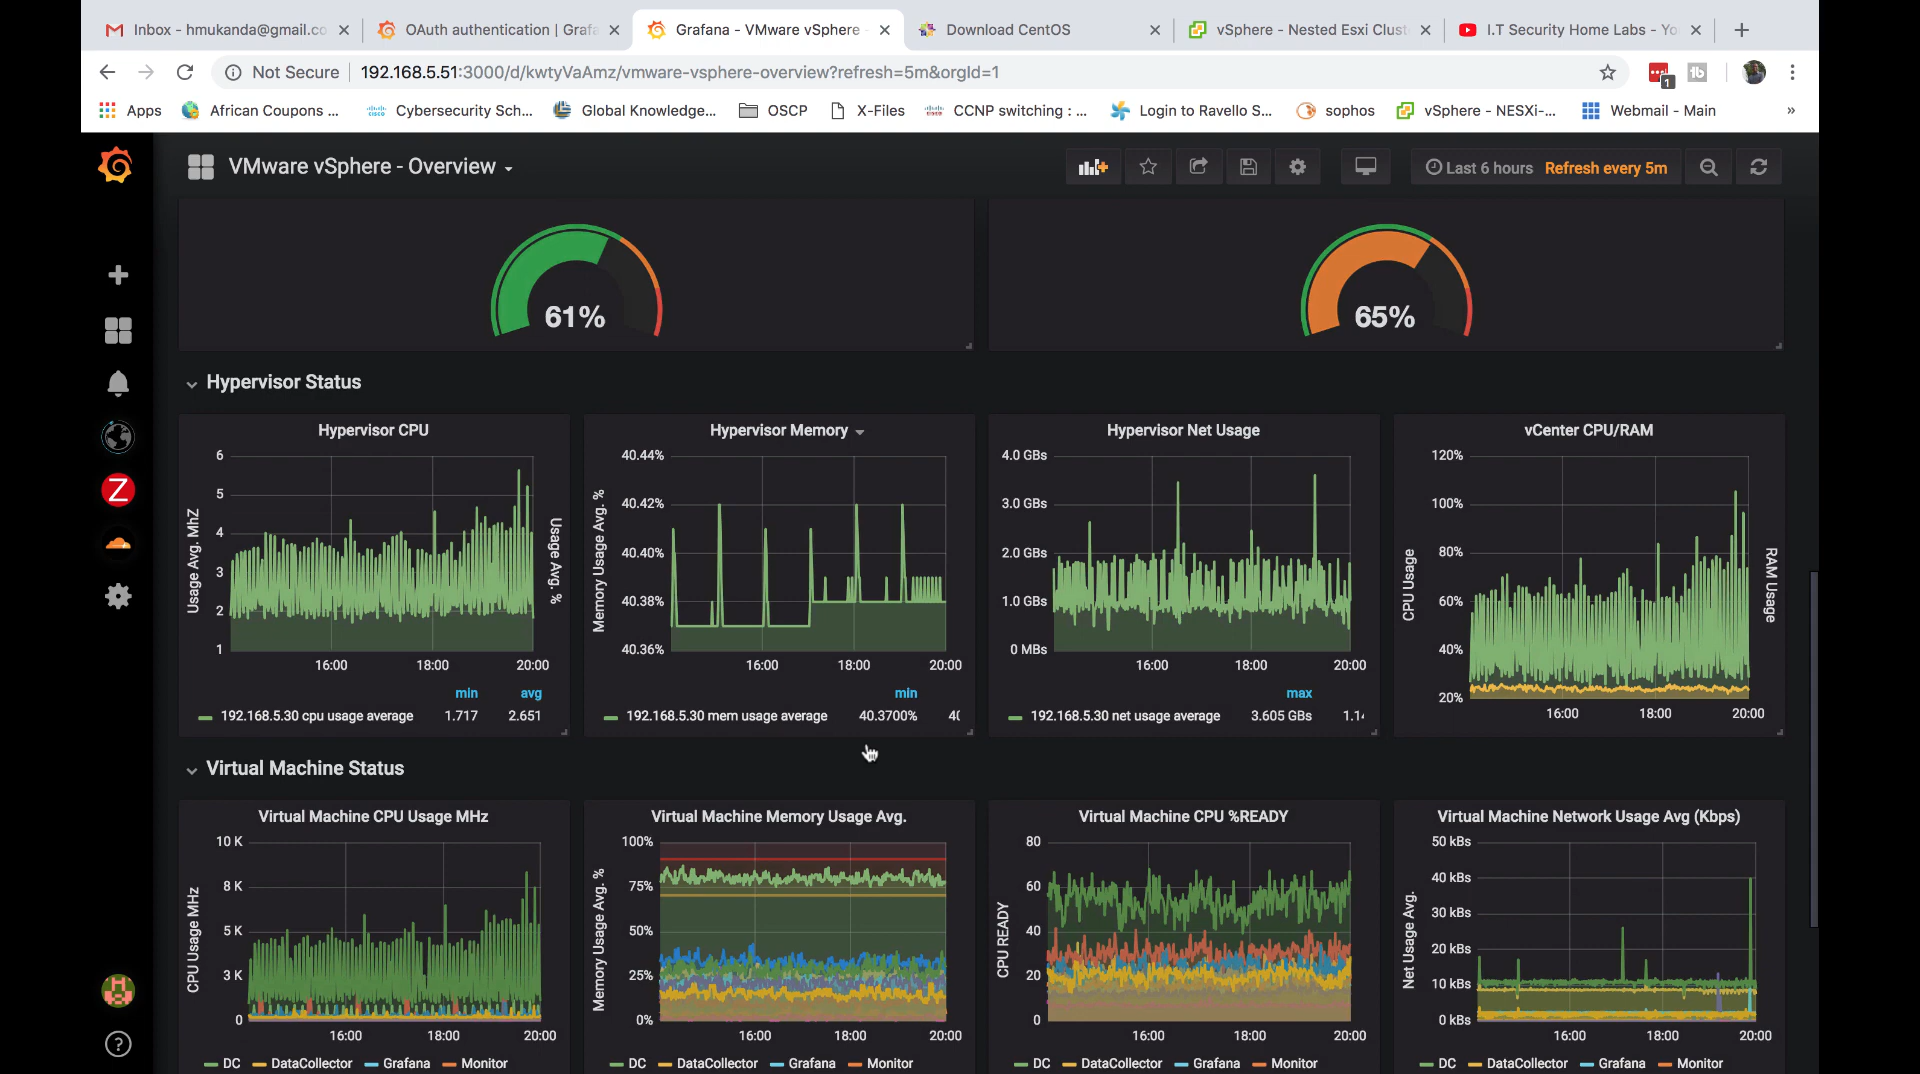 Inbox - hmukanda@gmail.co
OAuth authentication | Grafa
Grafana - VMware vSphere -
Download CentOS
vSphere - Nested Esxi Clust
I.T Security Home Labs - Yo
Not Secure
192.168.5.51:3000/d/kwtyVaAmz/vmware-vsphere-overview?refresh=5m&orgId=1
1
Apps
African Coupons ...
Cybersecurity Sch...
Global Knowledge...
OSCP
X-Files
CCNP switching : ...
Login to Ravello S...
sophos
vSphere - NESXi-...
Webmail - Main
»
VMware vSphere - Overview
Last 6 hours Refresh every 5m
61%
65%
Hypervisor Status
Hypervisor CPU
Usage Avg. MhZ
6
5
4
3
2
1
Usage Avg. %
16:00 18:00 20:00
min avg
192.168.5.30 cpu usage average 1.717 2.651
Hypervisor Memory
Memory Usage Avg. %
40.44%
40.42%
40.40%
40.38%
40.36%
16:00 18:00 20:00
min
192.168.5.30 mem usage average 40.3700%
Hypervisor Net Usage
4.0 GBs
3.0 GBs
2.0 GBs
1.0 GBs
0 MBs
16:00 18:00 20:00
max
192.168.5.30 net usage average 3.605 GBs 1.1
vCenter CPU/RAM
CPU Usage
120%
100%
80%
60%
40%
20%
RAM Usage
16:00 18:00 20:00
Virtual Machine Status
Virtual Machine CPU Usage MHz
CPU Usage MHz
10 K
8 K
5 K
3 K
0
16:00 18:00 20:00
DC DataCollector Grafana Monitor
Virtual Machine Memory Usage Avg.
Memory Usage Avg. %
100%
75%
50%
25%
0%
16:00 18:00 20:00
DC DataCollector Grafana Monitor
Virtual Machine CPU %READY
CPU READY
80
60
40
20
0
16:00 18:00 20:00
DC DataCollector Grafana Monitor
Virtual Machine Network Usage Avg (Kbps)
Net Usage Avg.
50 kBs
40 kBs
30 kBs
20 kBs
10 kBs
0 kBs
16:00 18:00 20:00
DC DataCollector Grafana Monitor